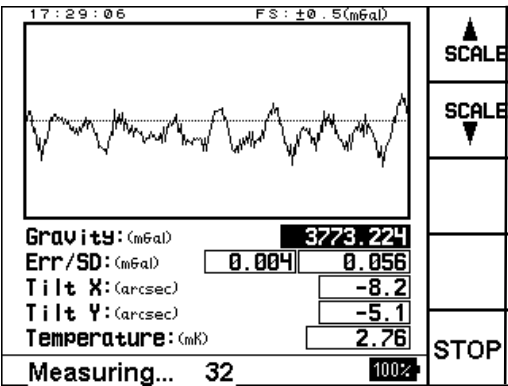 17:29:06 FS:±0.5(mGal)
SCALE
SCALE
Gravity:(mGal) 3773.224
Err/SD:(mGal) 0.004 0.056
Tilt X:(arcsec) -8.2
Tilt Y:(arcsec) -5.1
Temperature:(mK) 2.76
STOP
Measuring... 32 100%